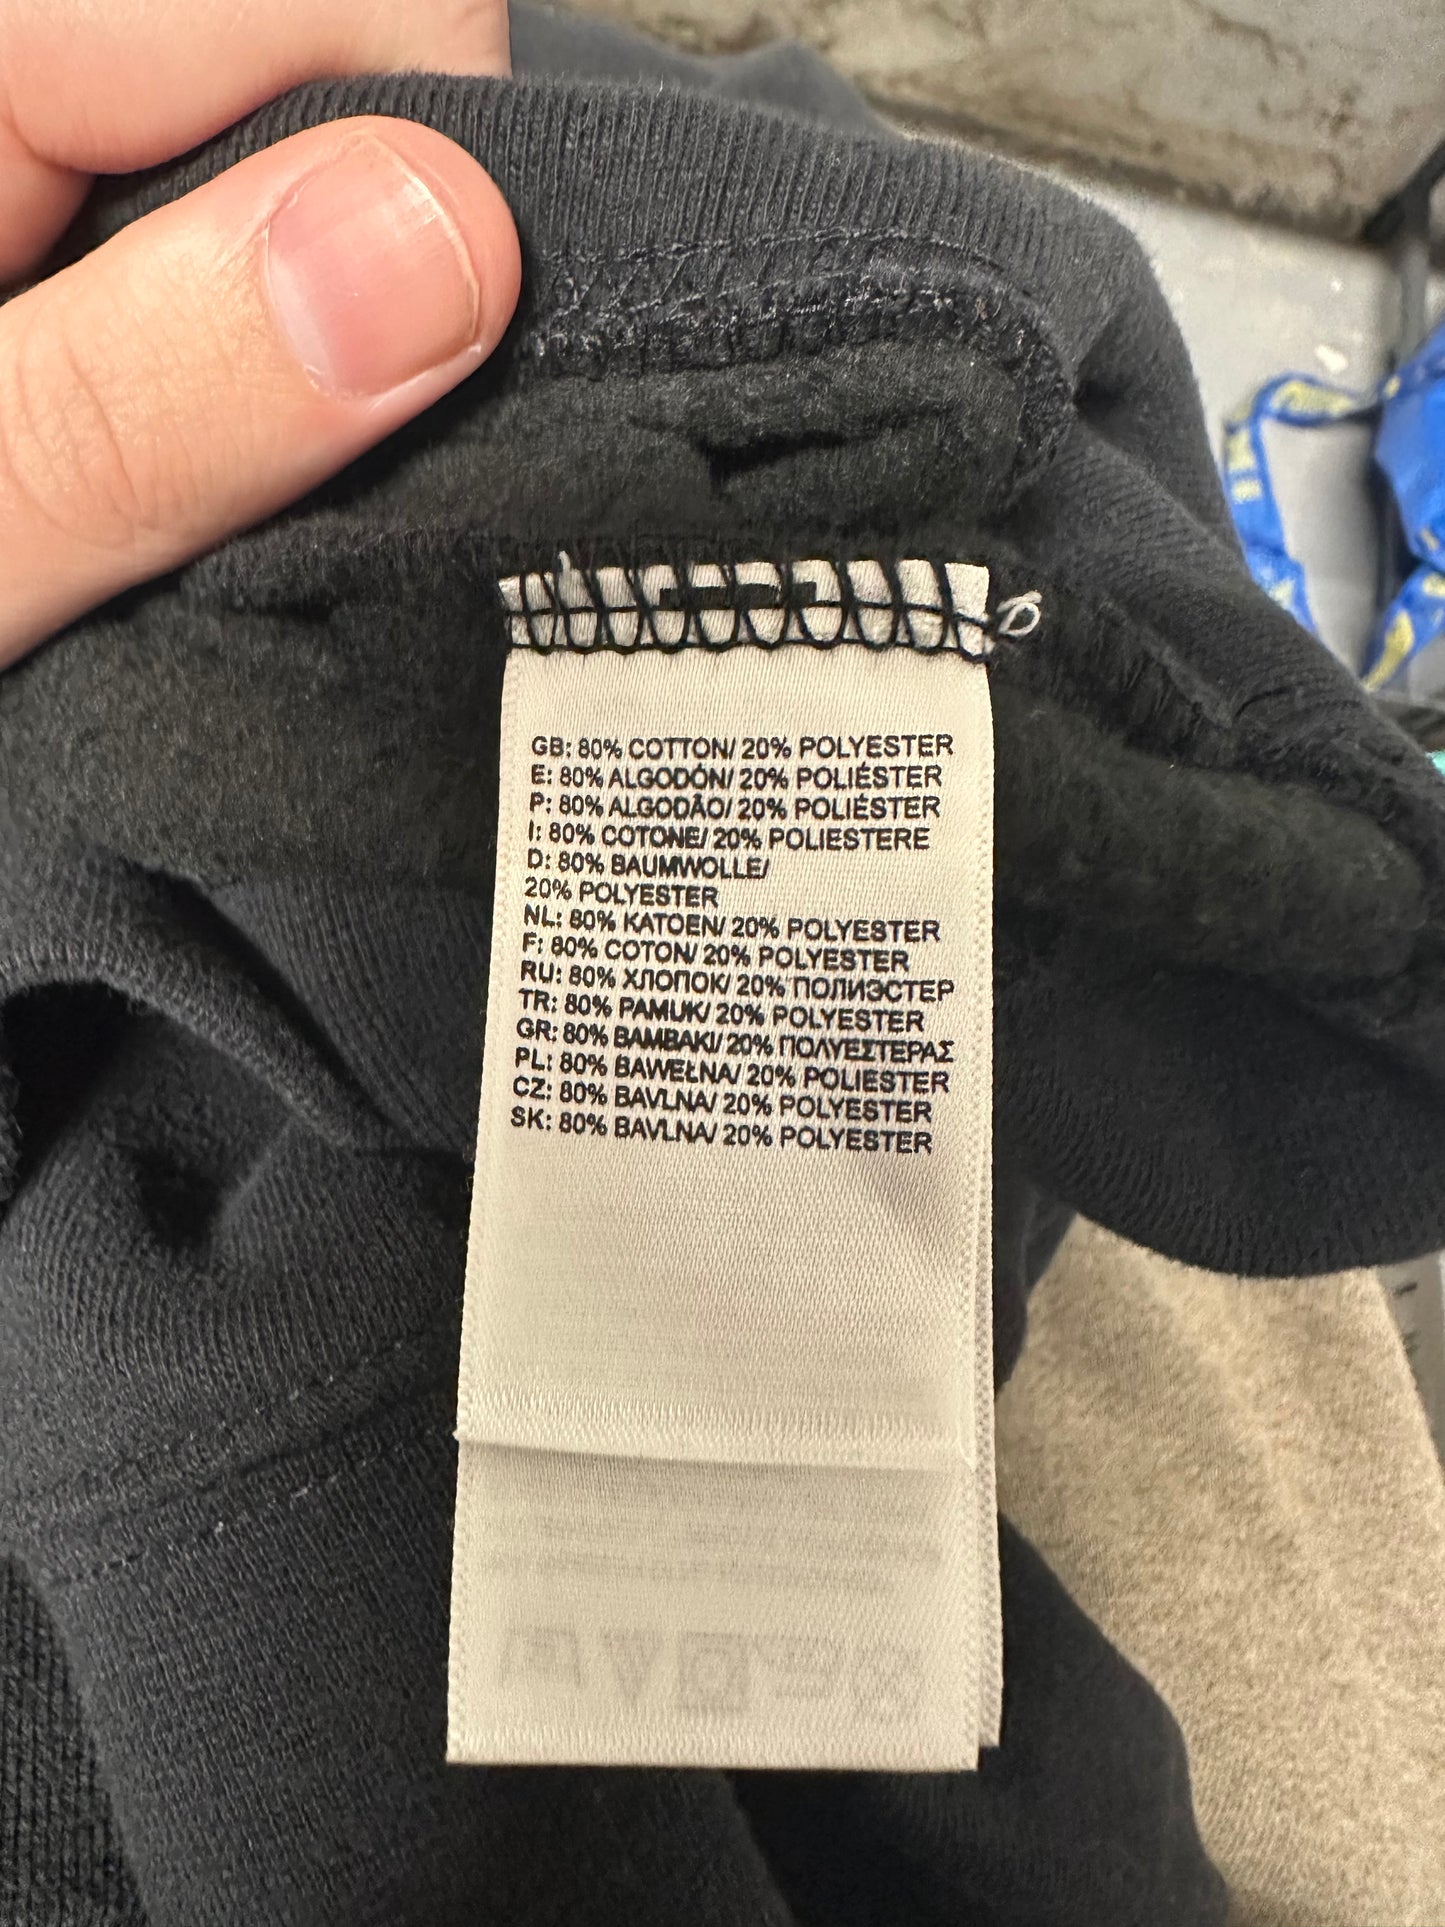 GB: 80% COTTON/ 20% POLYESTER
E: 80% ALGODÓN/ 20% POLIÉSTER
P: 80% ALGODÃO/ 20% POLIÉSTER
I: 80% COTONE/ 20% POLIESTERE
D: 80% BAUMWOLLE/
20% POLYESTER
NL: 80% KATOEN/ 20% POLYESTER
F: 80% COTON/ 20% POLYESTER
RU: 80% ХЛОПОК/ 20% ПОЛИЭСТЕР
TR: 80% PAMUK/ 20% POLYESTER
GR: 80% ΒΑΜΒΑΚΙ/ 20% ΠΟΛΥΕΣΤΕΡΑΣ
PL: 80% BAWEŁNA/ 20% POLIESTER
CZ: 80% BAVLNA/ 20% POLYESTER
SK: 80% BAVLNA/ 20% POLYESTER